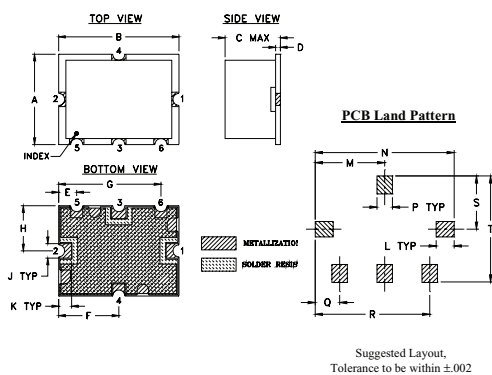 TOP VIEW
SIDE VIEW
B
C MAX
D
4
A
2
1
INDEX
5
3
6
PCB Land Pattern
N
M
P TYP
S
T
L TYP
Q
R
BOTTOM VIEW
G
E
5
3
6
H
2
1
J TYP
K TYP
4
F
METALLIZATION
SOLDER RESIS
Suggested Layout,
Tolerance to be within ±.002